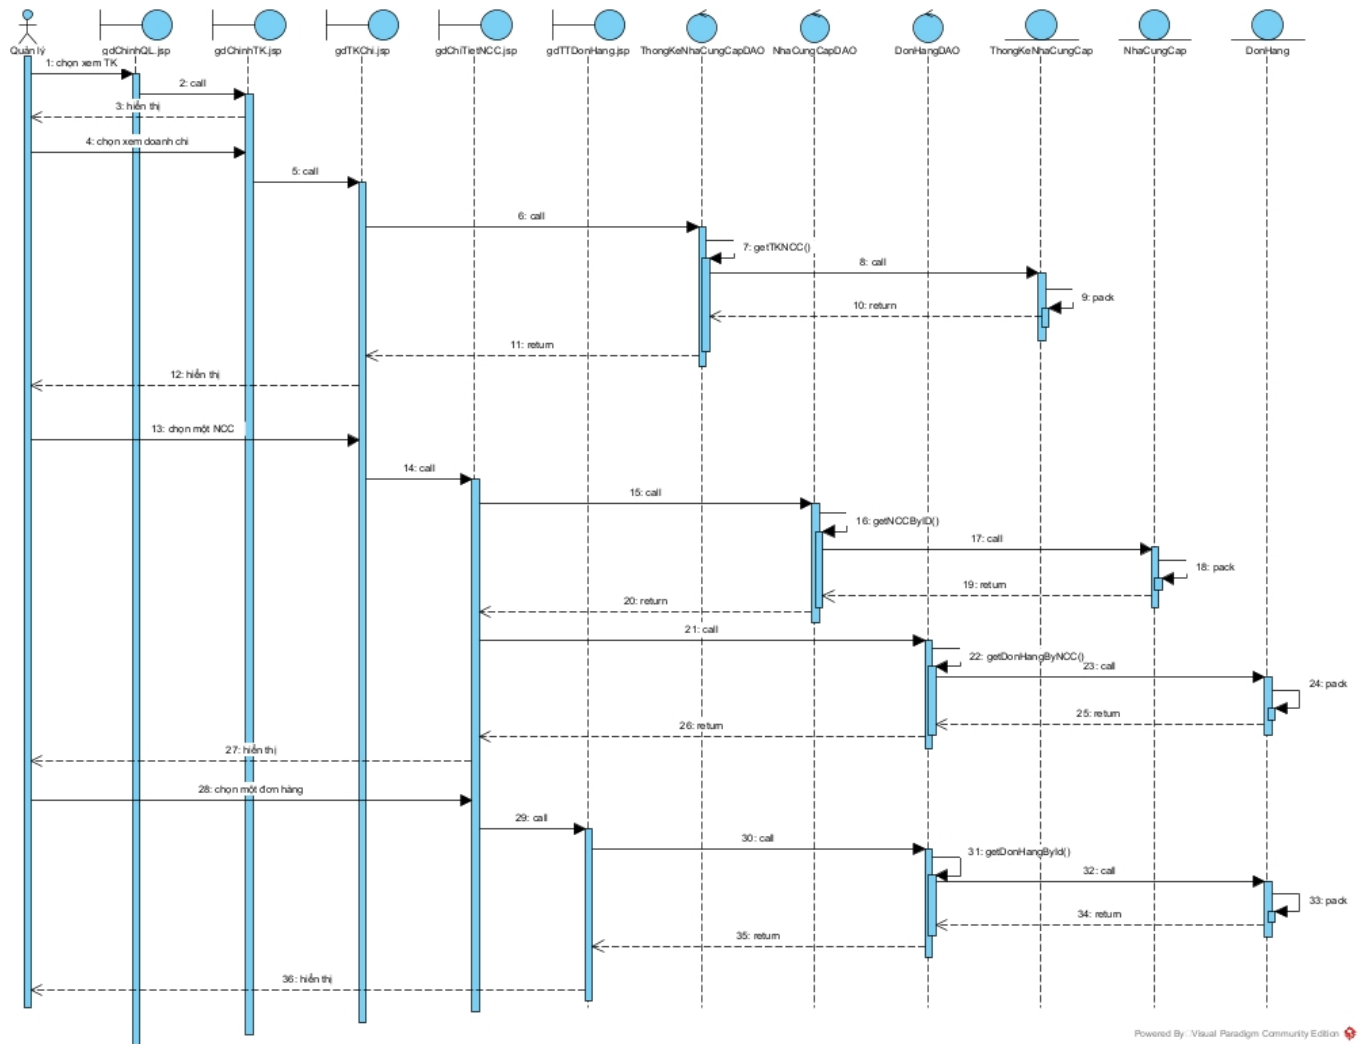 Quản lý
gdChinhQL.jsp
gdChinhTK.jsp
gdTKChi.jsp
gdChiTietNCC.jsp
gdTTDonHang.jsp
ThongKeNhaCungCapDAO
NhaCungCapDAO
DonHangDAO
ThongKeNhaCungCap
NhaCungCap
DonHang
1: chọn xem TK
2: call
3: hiển thị
4: chọn xem doanh chi
5: call
6: call
7: getTKNCC()
8: call
9: pack
10: return
11: return
12: hiển thị
13: chọn một NCC
14: call
15: call
16: getNCCByID()
17: call
18: pack
19: return
20: return
21: call
22: getDonHangByNCC()
23: call
24: pack
25: return
26: return
27: hiển thị
28: chọn một đơn hàng
29: call
30: call
31: getDonHangById()
32: call
33: pack
34: return
35: return
36: hiển thị
Powered By Visual Paradigm Community Edition